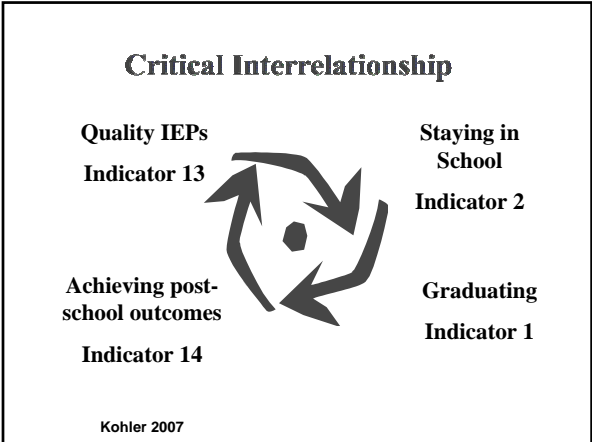 Critical Interrelationship
Quality IEPs
Indicator 13
Staying in
School
Indicator 2
Achieving post-
school outcomes
Indicator 14
Graduating
Indicator 1
Kohler 2007